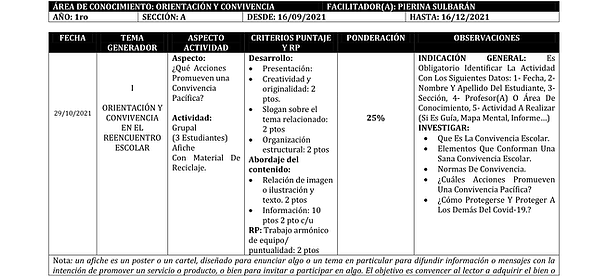 ÁREA DE CONOCIMIENTO: ORIENTACIÓN Y CONVIVENCIA FACILITADOR(A): PIERINA SULBARÁN
AÑO: 1ro SECCIÓN: A DESDE: 16/09/2021 HASTA: 16/12/2021
FECHA TEMA GENERADOR ASPECTO ACTIVIDAD CRITERIOS PUNTAJE Y RP PONDERACIÓN OBSERVACIONES
29/10/2021
I
ORIENTACIÓN Y
CONVIVENCIA
EN EL
REENCUENTRO
ESCOLAR
Aspecto:
¿Qué Acciones
Promueven una
Convivencia
Pacífica?
Actividad:
Grupal
(3 Estudiantes)
Afiche
Con Material De
Reciclaje.
Desarrollo:
• Presentación:
• Creatividad y
originalidad: 2
ptos.
• Slogan sobre el
tema relacionado:
2 ptos
• Organización
estructural: 2 ptos
Abordaje del
contenido:
• Relación de imagen
o ilustración y
texto. 2 ptos
• Información: 10
ptos 2 pto c/u
RP: Trabajo armónico
de equipo/
puntualidad: 2 ptos
25%
INDICACIÓN GENERAL: Es
Obligatorio Identificar La Actividad
Con Los Siguientes Datos: 1- Fecha, 2-
Nombre Y Apellido Del Estudiante, 3-
Sección, 4- Profesor(A) O Área De
Conocimiento, 5- Actividad A Realizar
(Si Es Guía, Mapa Mental, Informe...)
INVESTIGAR:
• Que Es La Convivencia Escolar.
• Elementos Que Conforman Una
Sana Convivencia Escolar.
• Normas De Convivencia.
• ¿Cuáles Acciones Promueven
Una Convivencia Pacífica?
• ¿Cómo Protegerse Y Proteger A
Los Demás Del Covid-19.?
Nota: un afiche es un poster o un cartel, diseñado para enunciar algo o un tema en particular para difundir información o mensajes con la
intención de promover un servicio o producto, o bien para invitar a participar en algo. El objetivo es convencer al lector a adquirir el bien o